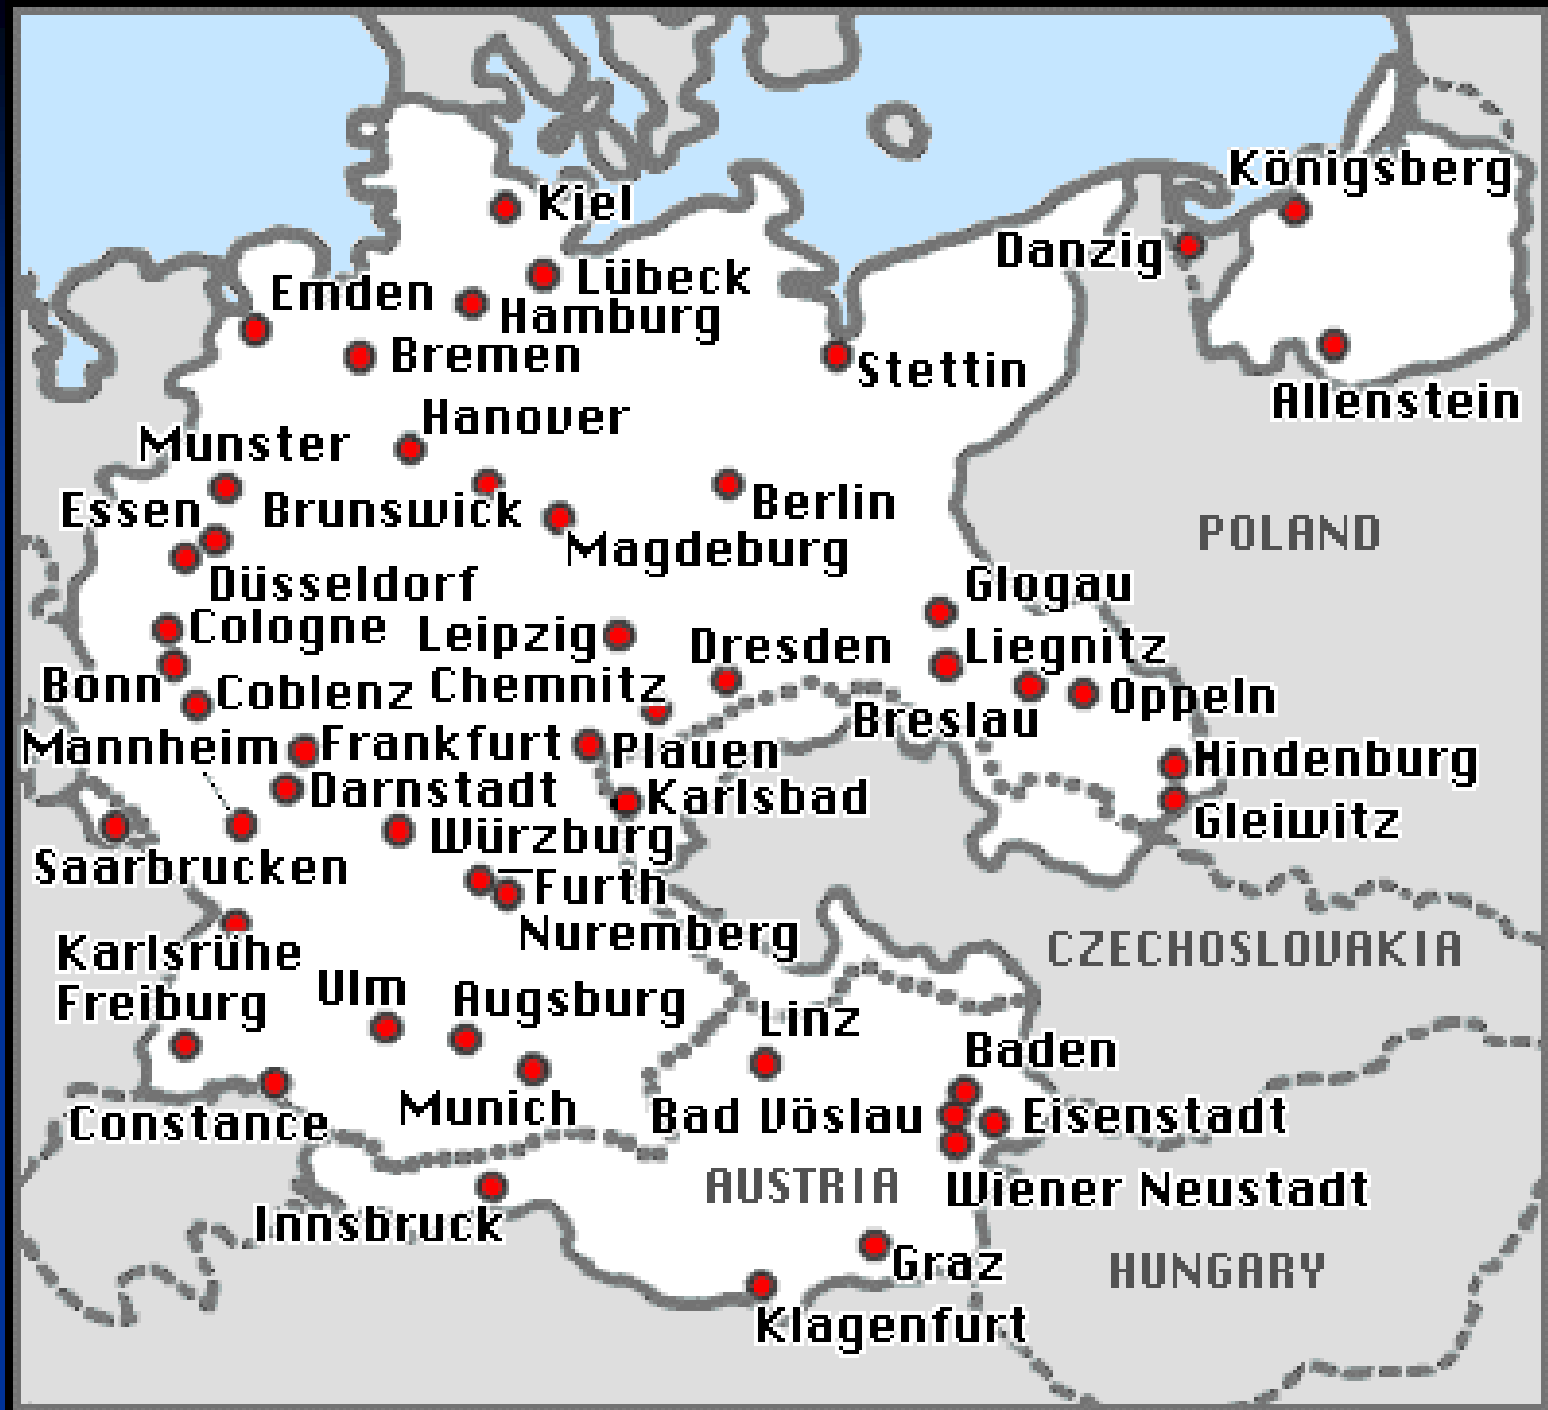 Königsberg
Kiel
Danzig
Lübeck
Emden
Hamburg
Bremen
Stettin
Allenstein
Hanover
Munster
Berlin
Essen
Brunswick
POLAND
Magdeburg
Düsseldorf
Glogau
Cologne
Leipzig
Dresden
Liegnitz
Bonn
Coblenz
Chemnitz
Oppeln
Breslau
Mannheim
Frankfurt
Plauen
Hindenburg
Darnstadt
Karlsbad
Gleiwitz
Würzburg
Saarbrucken
Furth
Nuremberg
CZECHOSLOVAKIA
Karlsrühe
Ulm
Augsburg
Freiburg
Linz
Baden
Munich
Bad Vöslau
Eisenstadt
Constance
AUSTRIA
Wiener Neustadt
Innsbruck
Graz
HUNGARY
Klagenfurt